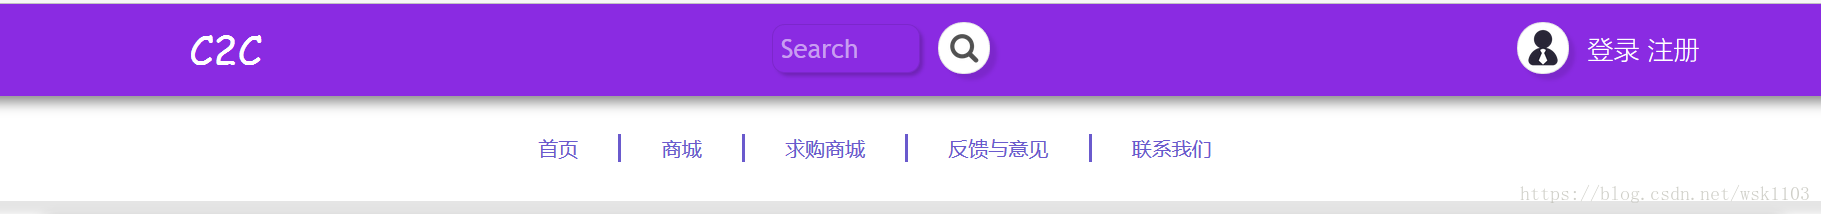 C2C Search 登录 注册
首页 商城 求购商城 反馈与意见 联系我们
https://blog.csdn.net/wsk1103